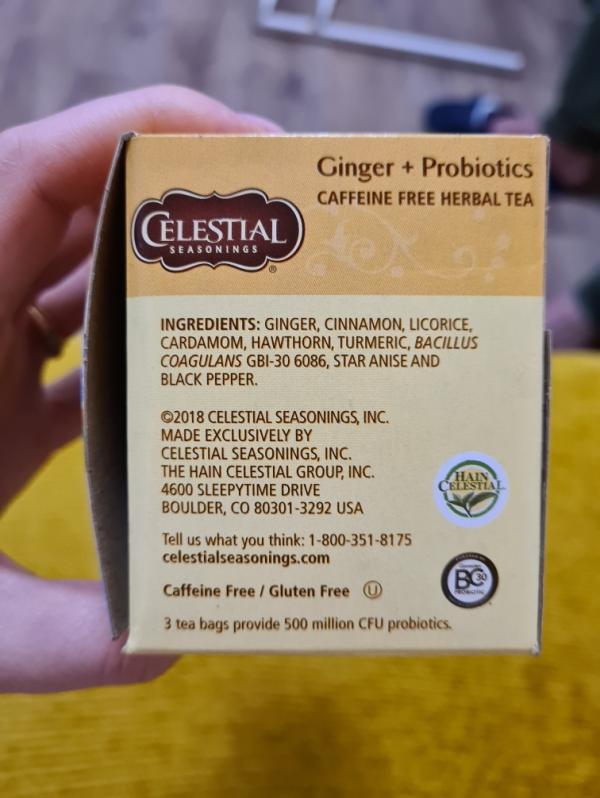 Ginger + Probiotics
CAFFEINE FREE HERBAL TEA
CELESTIAL
SEASONINGS
®
INGREDIENTS: GINGER, CINNAMON, LICORICE,
CARDAMOM, HAWTHORN, TURMERIC, BACILLUS
COAGULANS GBI-30 6086, STAR ANISE AND
BLACK PEPPER.
©2018 CELESTIAL SEASONINGS, INC.
MADE EXCLUSIVELY BY
CELESTIAL SEASONINGS, INC.
THE HAIN CELESTIAL GROUP, INC.
4600 SLEEPYTIME DRIVE
BOULDER, CO 80301-3292 USA
HAIN
CELESTIAL
Tell us what you think: 1-800-351-8175
celestialseasonings.com
Caffeine Free / Gluten Free U
BC30
PROBIOTIC
3 tea bags provide 500 million CFU probiotics.